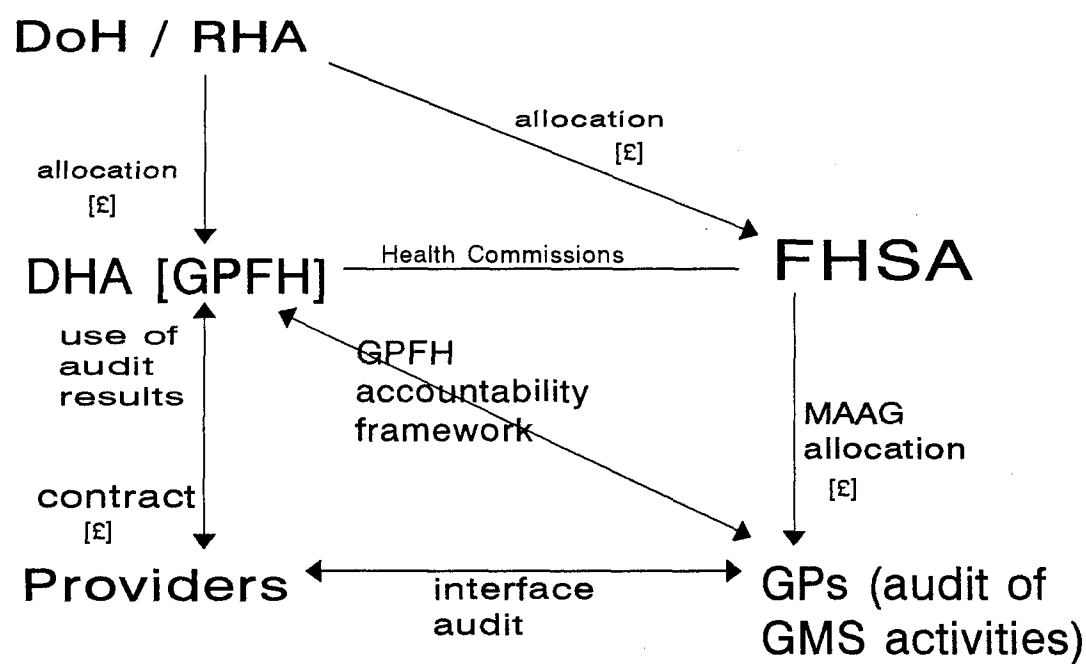 DoH / RHA
allocation
[£]
allocation
[£]
DHA [GPFH]
Health Commissions
FHSA
use of
audit
results
GPFH
accountability
framework
MAAG
allocation
[£]
contract
[£]
Providers
interface
audit
GPs (audit of
GMS activities)